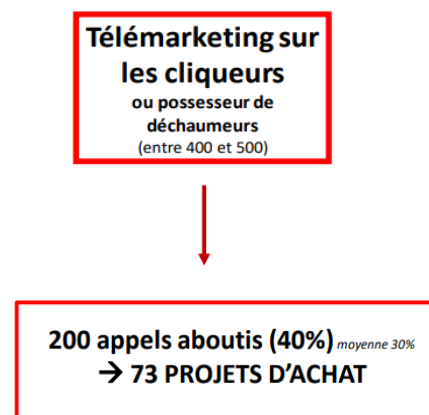 Télémarketing sur
les cliqueurs
ou possesseur de
déchaumeurs
(entre 400 et 500)
200 appels aboutis (40%) moyenne 30%
→ 73 PROJETS D’ACHAT